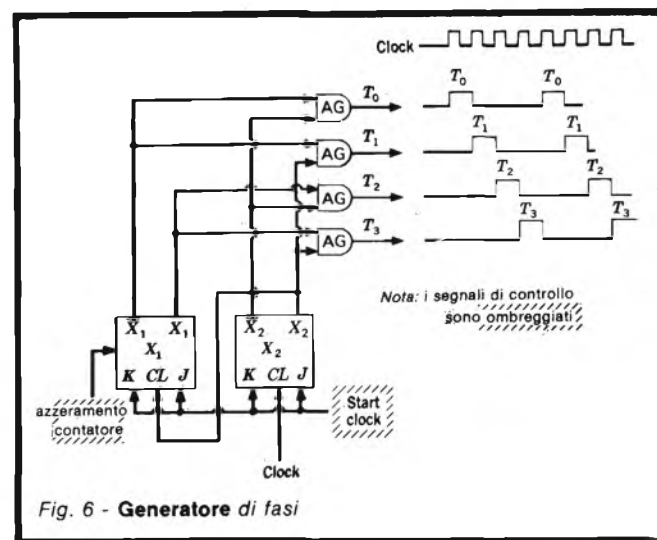 Clock
T₀ T₀ T₀
AG
T₁ T₁ T₁
AG
T₂ T₂ T₂
AG
T₃ T₃ T₃
AG
Nota: i segnali di controllo
sono ombreggiati
X̅₁ X₁
X₁
K CL J
X̅₂ X₂
X₂
K CL J
azzeramento
contatore
Start
clock
Clock
Fig. 6 - Generatore di fasi